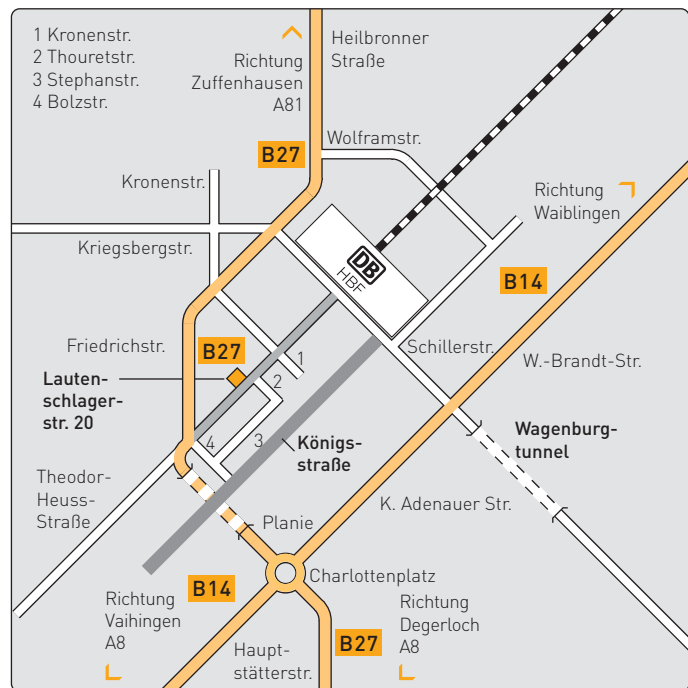 1 Kronenstr.
2 Thouretstr.
3 Stephanstr.
4 Bolzstr.
Richtung
Zuffenhausen
A81
Heilbronner
Straße
B27
Wolframstr.
Kronenstr.
Richtung
Waiblingen
Kriegsbergstr.
DB
HBF
B14
Friedrichstr.
B27
Schillerstr.
W.-Brandt-Str.
1
2
Lauten-
schlager-
str. 20
3
4
Königs-
straße
Wagenburg-
tunnel
Theodor-
Heuss-
Straße
Planie
K. Adenauer Str.
B14
Charlottenplatz
Richtung
Vaihingen
A8
Richtung
Degerloch
A8
Haupt-
stätterstr.
B27